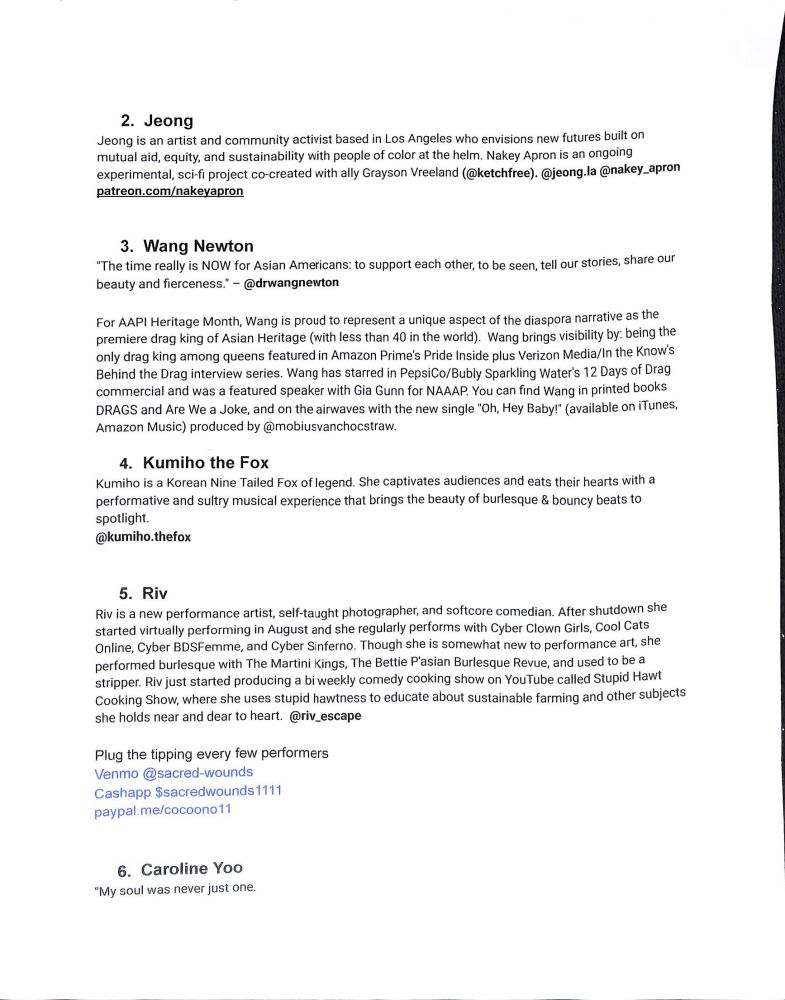 2. Jeong
Jeong is an artist and community activist based in Los Angeles who envisions new futures built on
mutual aid, equity, and sustainability with people of color at the helm. Nakey Apron is an ongoing
experimental, sci-fi project co-created with ally Grayson Vreeland (@ketchfree). @jeong.la @nakey_apron
patreon.com/nakeyapron
3. Wang Newton
"The time really is NOW for Asian Americans: to support each other, to be seen, tell our stories, share our
beauty and fierceness." – @drwangnewton
For AAPI Heritage Month, Wang is proud to represent a unique aspect of the diaspora narrative as the
premiere drag king of Asian Heritage (with less than 40 in the world). Wang brings visibility by: being the
only drag king among queens featured in Amazon Prime's Pride Inside plus Verizon Media/In the Know's
Behind the Drag interview series. Wang has starred in PepsiCo/Bubly Sparkling Water's 12 Days of Drag
commercial and was a featured speaker with Gia Gunn for NAAAP. You can find Wang in printed books
DRAGS and Are We a Joke, and on the airwaves with the new single "Oh, Hey Baby!" (available on iTunes,
Amazon Music) produced by @mobiusvanchocstraw.
4. Kumiho the Fox
Kumiho is a Korean Nine Tailed Fox of legend. She captivates audiences and eats their hearts with a
performative and sultry musical experience that brings the beauty of burlesque & bouncy beats to
spotlight.
@kumiho.thefox
5. Riv
Riv is a new performance artist, self-taught photographer, and softcore comedian. After shutdown she
started virtually performing in August and she regularly performs with Cyber Clown Girls, Cool Cats
Online, Cyber BDSFemme, and Cyber Sinferno. Though she is somewhat new to performance art, she
performed burlesque with The Martini Kings, The Bettie P'asian Burlesque Revue, and used to be a
stripper. Riv just started producing a bi weekly comedy cooking show on YouTube called Stupid Hawt
Cooking Show, where she uses stupid hawtness to educate about sustainable farming and other subjects
she holds near and dear to heart. @riv_escape
Plug the tipping every few performers
Venmo @sacred-wounds
Cashapp $sacredwounds1111
paypal.me/cocoono11
6. Caroline Yoo
"My soul was never just one.